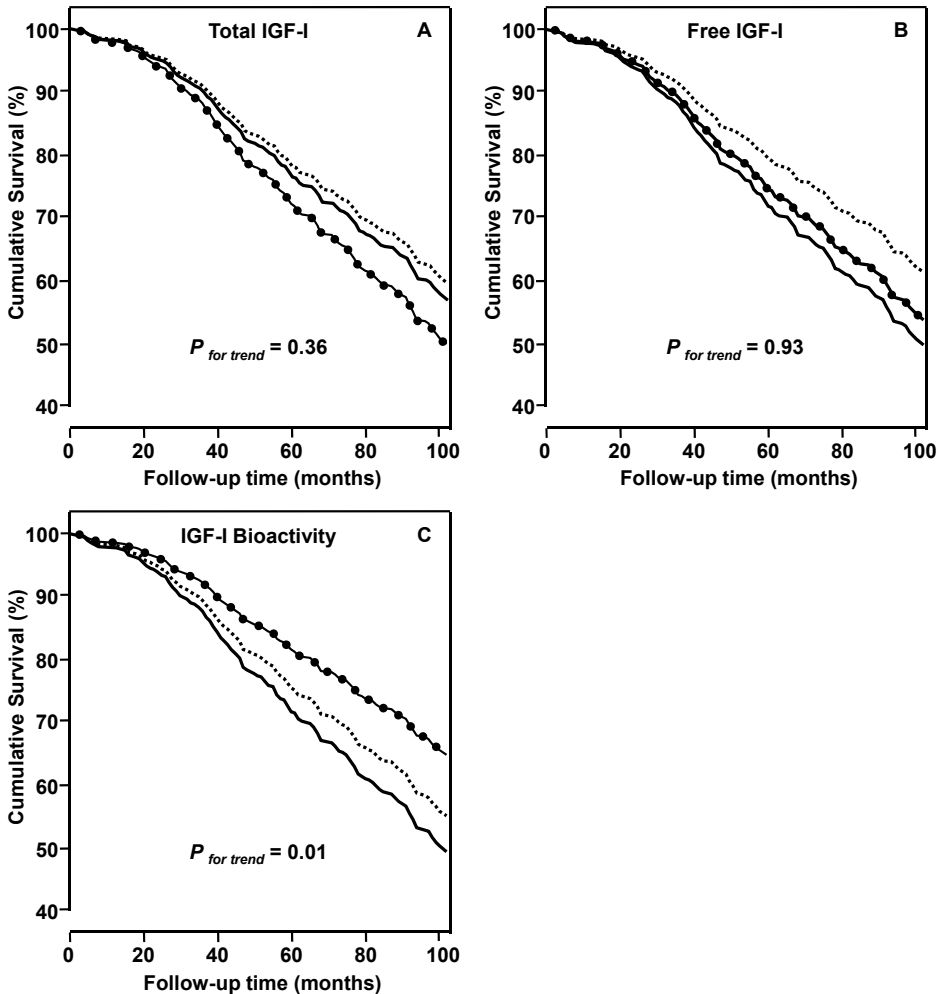 Total IGF-I A
Cumulative Survival (%)
100
90
80
70
60
50
40
P for trend = 0.36
0 20 40 60 80 100
Follow-up time (months)
Free IGF-I B
Cumulative Survival (%)
100
90
80
70
60
50
40
P for trend = 0.93
0 20 40 60 80 100
Follow-up time (months)
IGF-I Bioactivity C
Cumulative Survival (%)
100
90
80
70
60
50
40
P for trend = 0.01
0 20 40 60 80 100
Follow-up time (months)